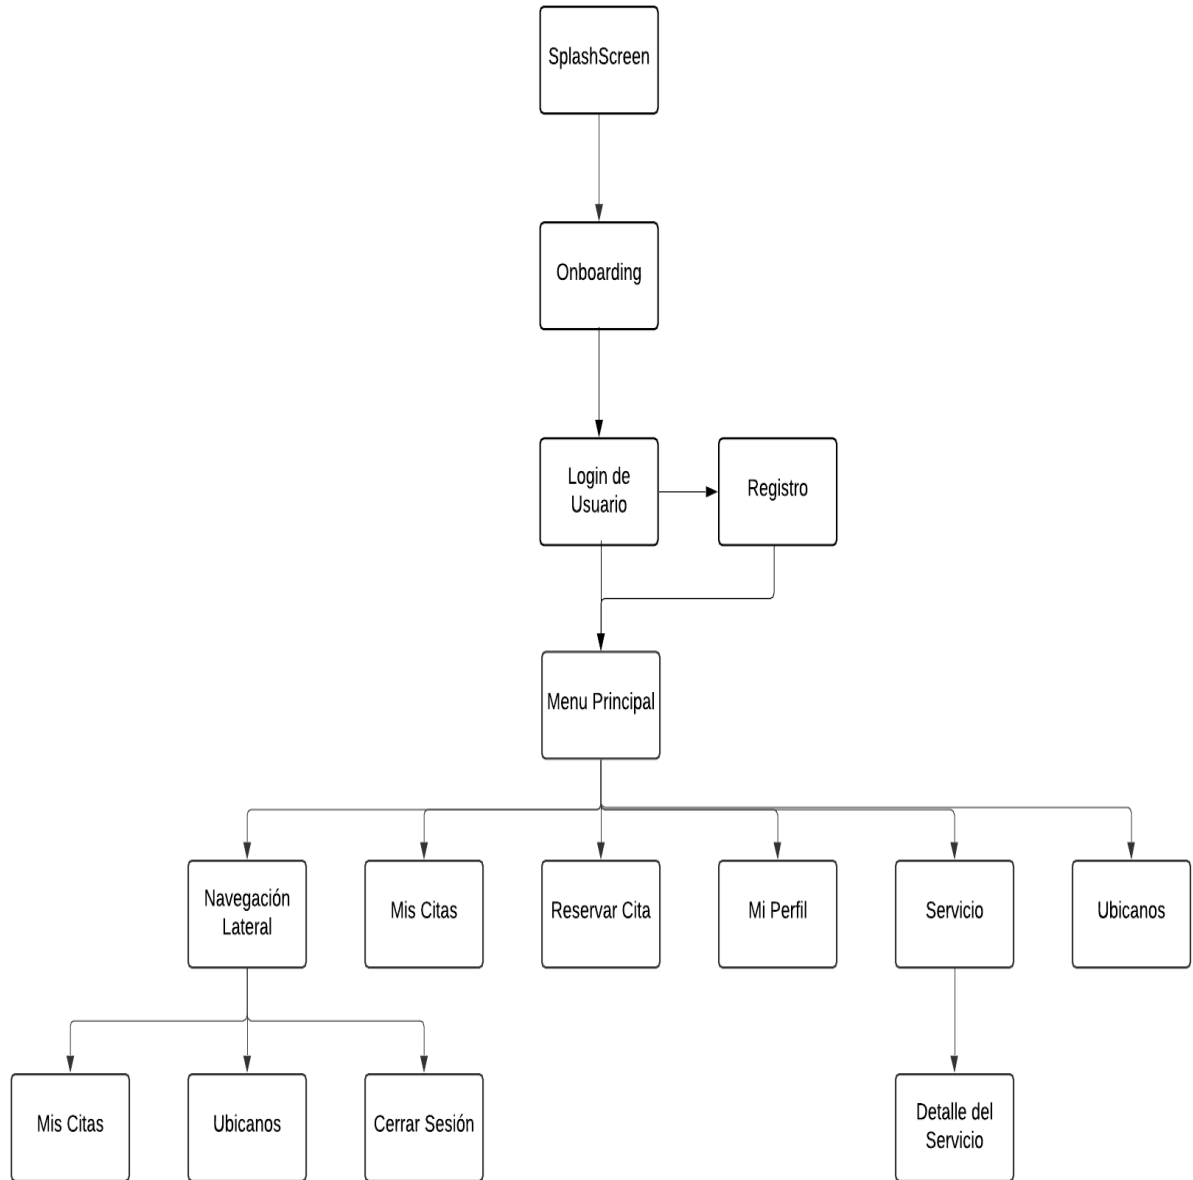 SplashScreen
Onboarding
Login de
Usuario
Registro
Menu Principal
Navegación
Lateral
Mis Citas
Reservar Cita
Mi Perfil
Servicio
Ubicanos
Mis Citas
Ubicanos
Cerrar Sesión
Detalle del
Servicio